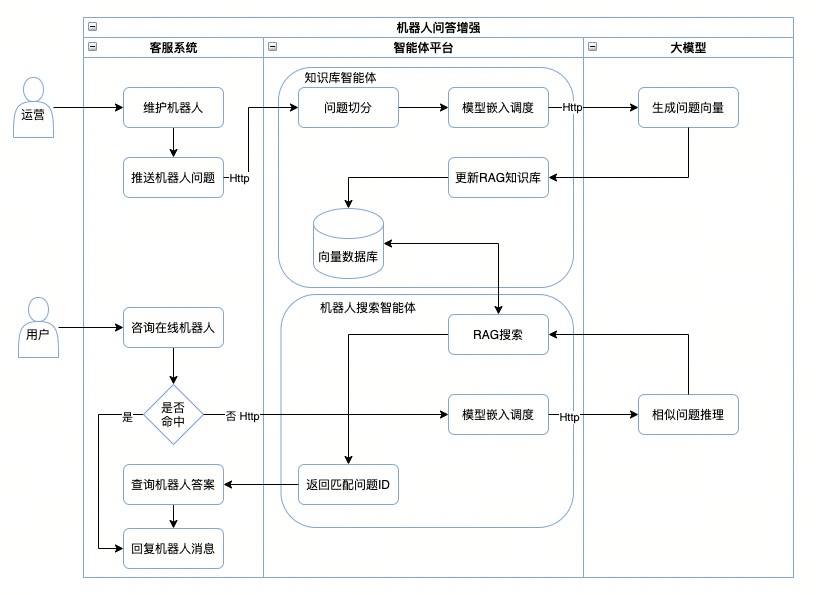 机器人问答增强
客服系统
智能体平台
大模型
知识库智能体
运营
维护机器人
问题切分
模型嵌入调度
Http
生成问题向量
推送机器人问题
Http
更新RAG知识库
向量数据库
机器人搜索智能体
用户
咨询在线机器人
RAG搜索
是否
命中
是
否 Http
模型嵌入调度
Http
相似问题推理
查询机器人答案
返回匹配问题ID
回复机器人消息